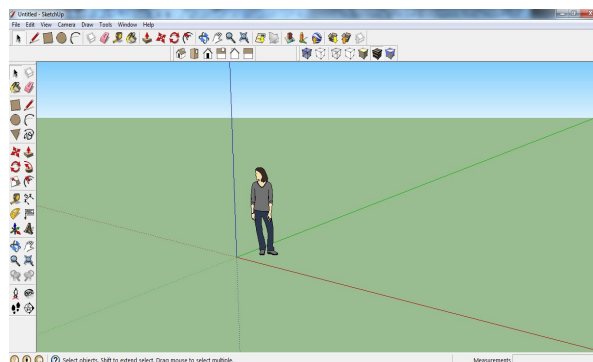 Untitled - SketchUp
File Edit View Camera Draw Tools Window Help
Select objects. Shift to extend select. Drag mouse to select multiple.
Measurements